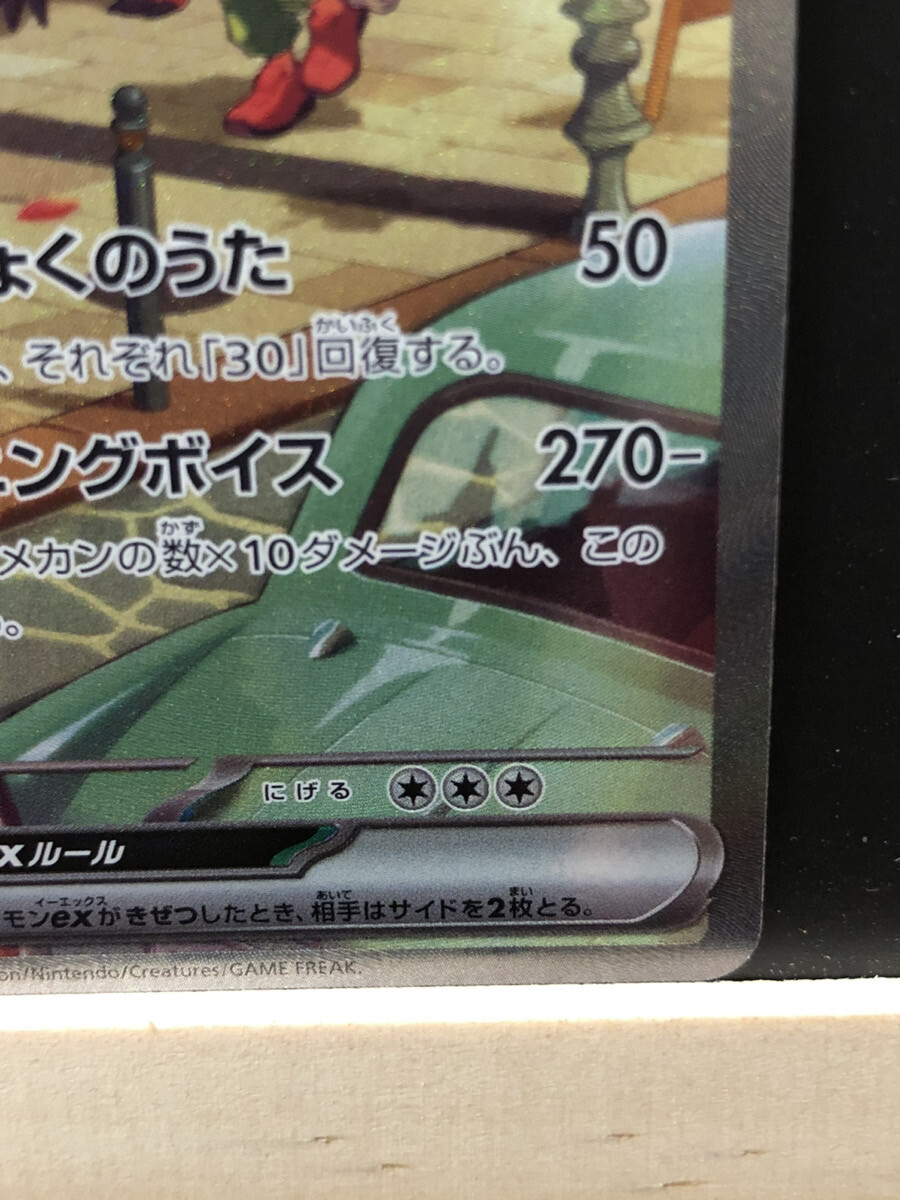 ょくのうた 50
、それぞれ「30」回復する。
かいふく
ニングボイス 270−
メカンの数×10ダメージぶん、この
かず
。
にげる
exルール
モンexがきぜつしたとき、相手はサイドを2枚とる。
イーエックス あいて まい
on/Nintendo/Creatures/GAME FREAK.